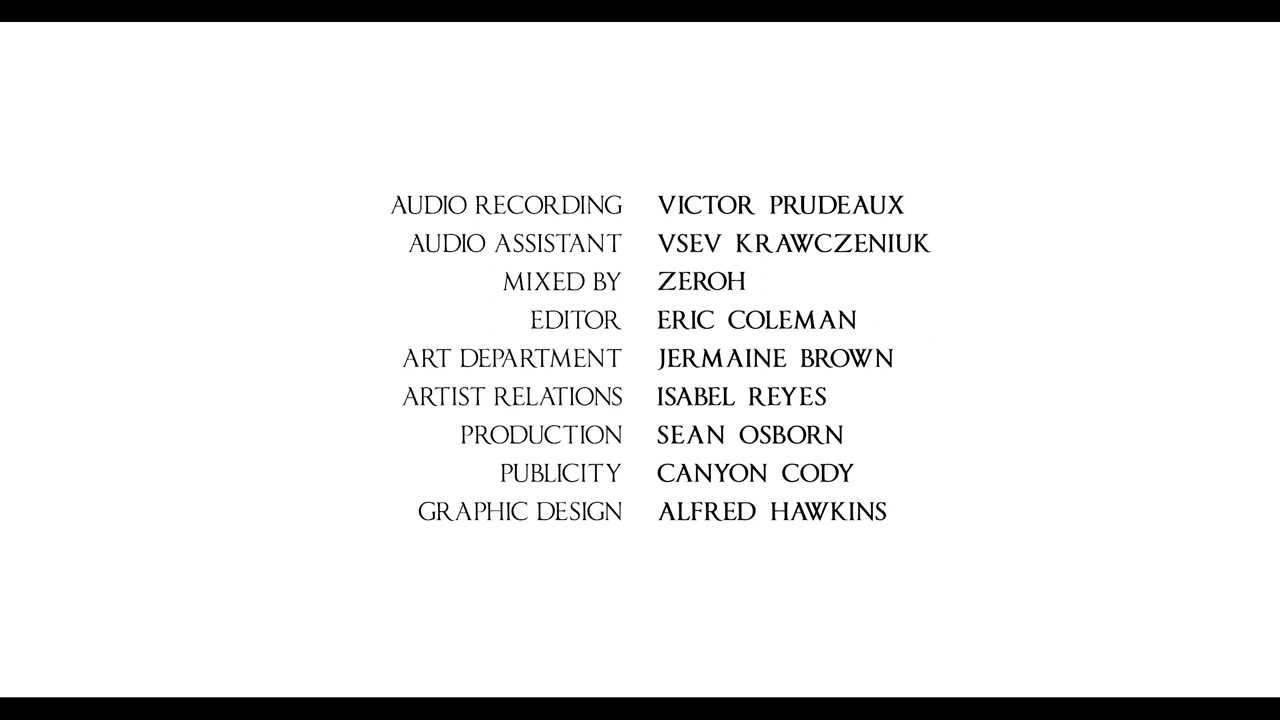 AUDIO RECORDING VICTOR PRUDEAUX
AUDIO ASSISTANT VSEV KRAWCZENIUK
MIXED BY ZEROH
EDITOR ERIC COLEMAN
ART DEPARTMENT JERMAINE BROWN
ARTIST RELATIONS ISABEL REYES
PRODUCTION SEAN OSBORN
PUBLICITY CANYON CODY
GRAPHIC DESIGN ALFRED HAWKINS